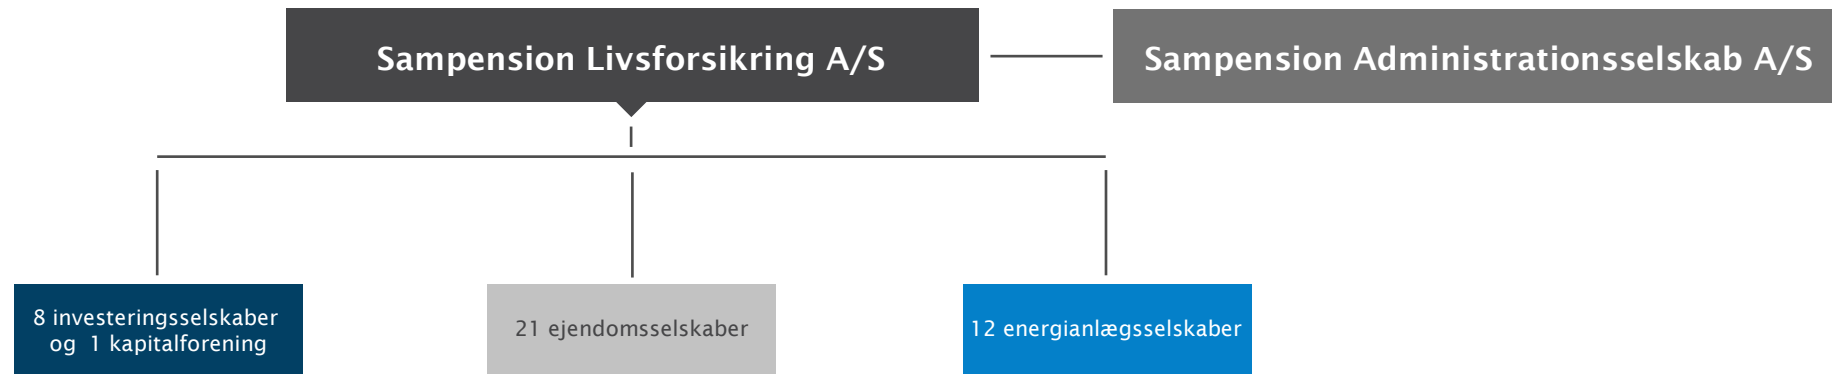 Sampension Livsforsikring A/S
Sampension Administrationsselskab A/S
8 investeringsselskaber
og 1 kapitalforening
21 ejendomsselskaber
12 energianlægsselskaber